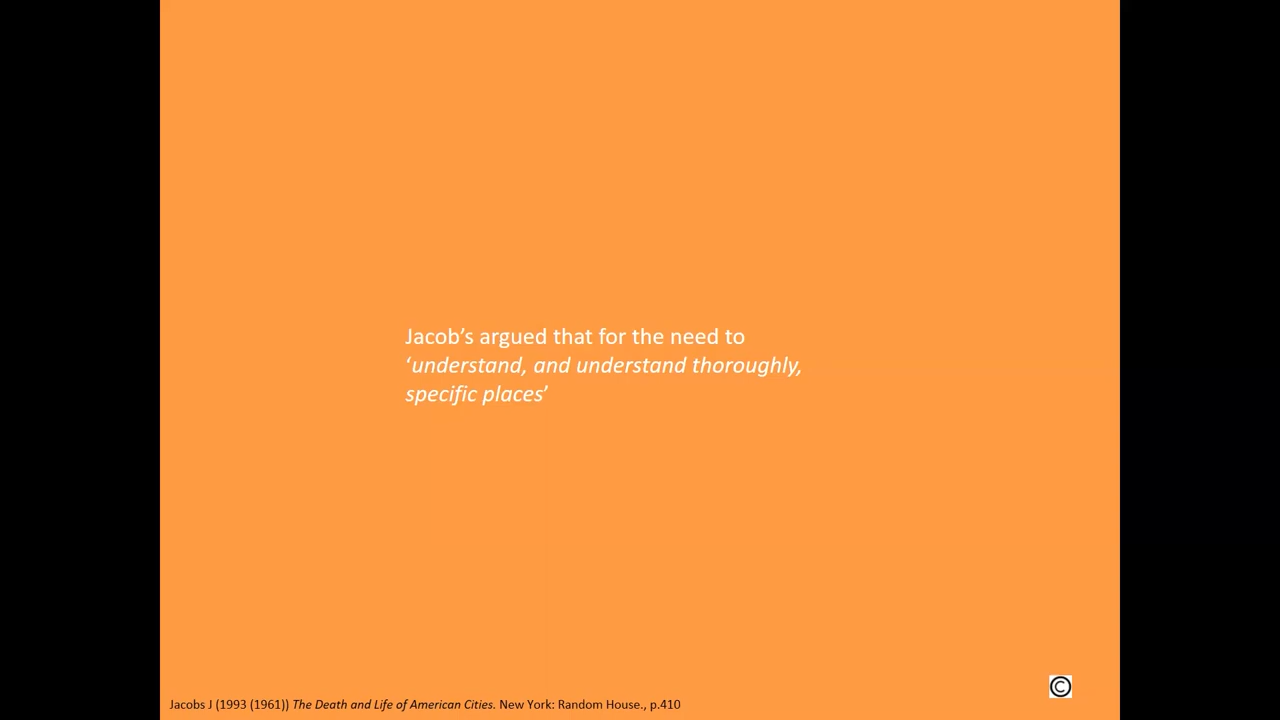 Jacob’s argued that for the need to
‘understand, and understand thoroughly,
specific places’
©
Jacobs J (1993 (1961)) The Death and Life of American Cities. New York: Random House., p.410